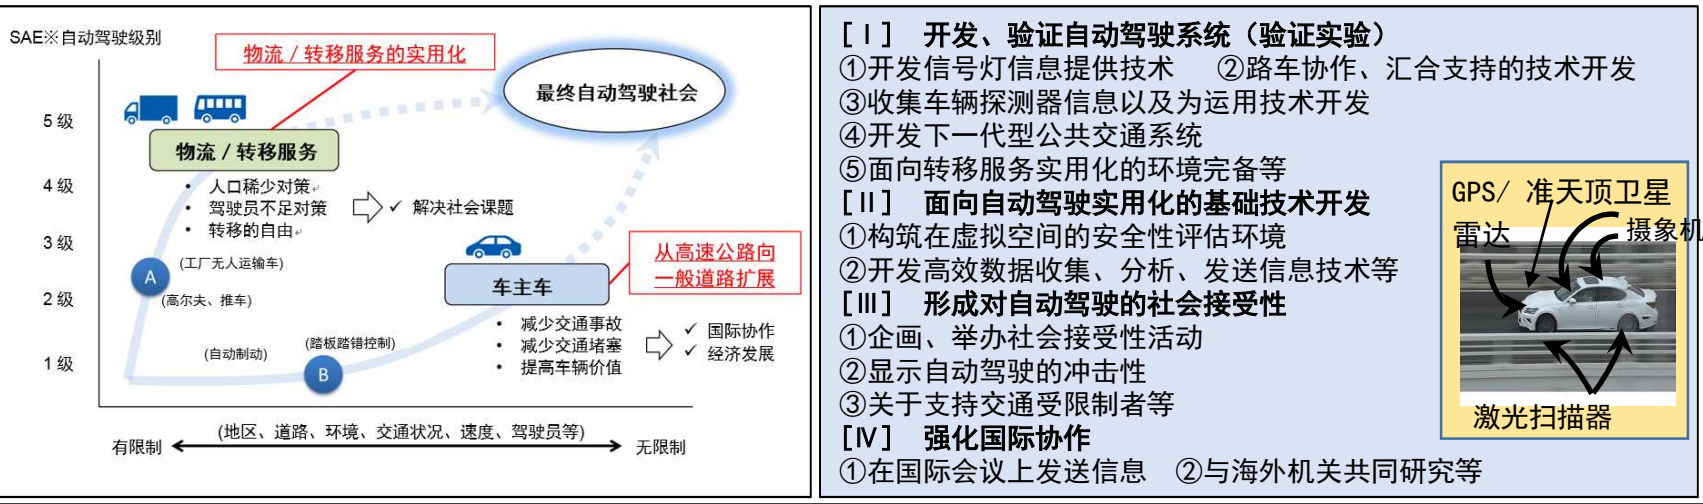 SAE※自动驾驶级别
物流／转移服务的实用化
最终自动驾驶社会
5 级
物流／转移服务
4 级
• 人口稀少对策
• 驾驶员不足对策
• 转移的自由
✓ 解决社会课题
3 级
从高速公路向
一般道路扩展
(工厂无人运输车)
A
车主车
2 级
(高尔夫、推车)
• 减少交通事故
• 减少交通堵塞
• 提高车辆价值
✓ 国际协作
✓ 经济发展
1 级
(自动制动)
(踏板踏错控制)
B
有限制
(地区、道路、环境、交通状况、速度、驾驶员等)
无限制
［Ⅰ］ 开发、验证自动驾驶系统（验证实验）
①开发信号灯信息提供技术 ②路车协作、汇合支持的技术开发
③收集车辆探测器信息以及为运用技术开发
④开发下一代型公共交通系统
⑤面向转移服务实用化的环境完备等
［Ⅱ］ 面向自动驾驶实用化的基础技术开发
①构筑在虚拟空间的安全性评估环境
②开发高效数据收集、分析、发送信息技术等
［Ⅲ］ 形成对自动驾驶的社会接受性
①企画、举办社会接受性活动
②显示自动驾驶的冲击性
③关于支持交通受限制者等
［Ⅳ］ 强化国际协作
①在国际会议上发送信息 ②与海外机关共同研究等
GPS/ 准天顶卫星
雷达
摄象机
激光扫描器